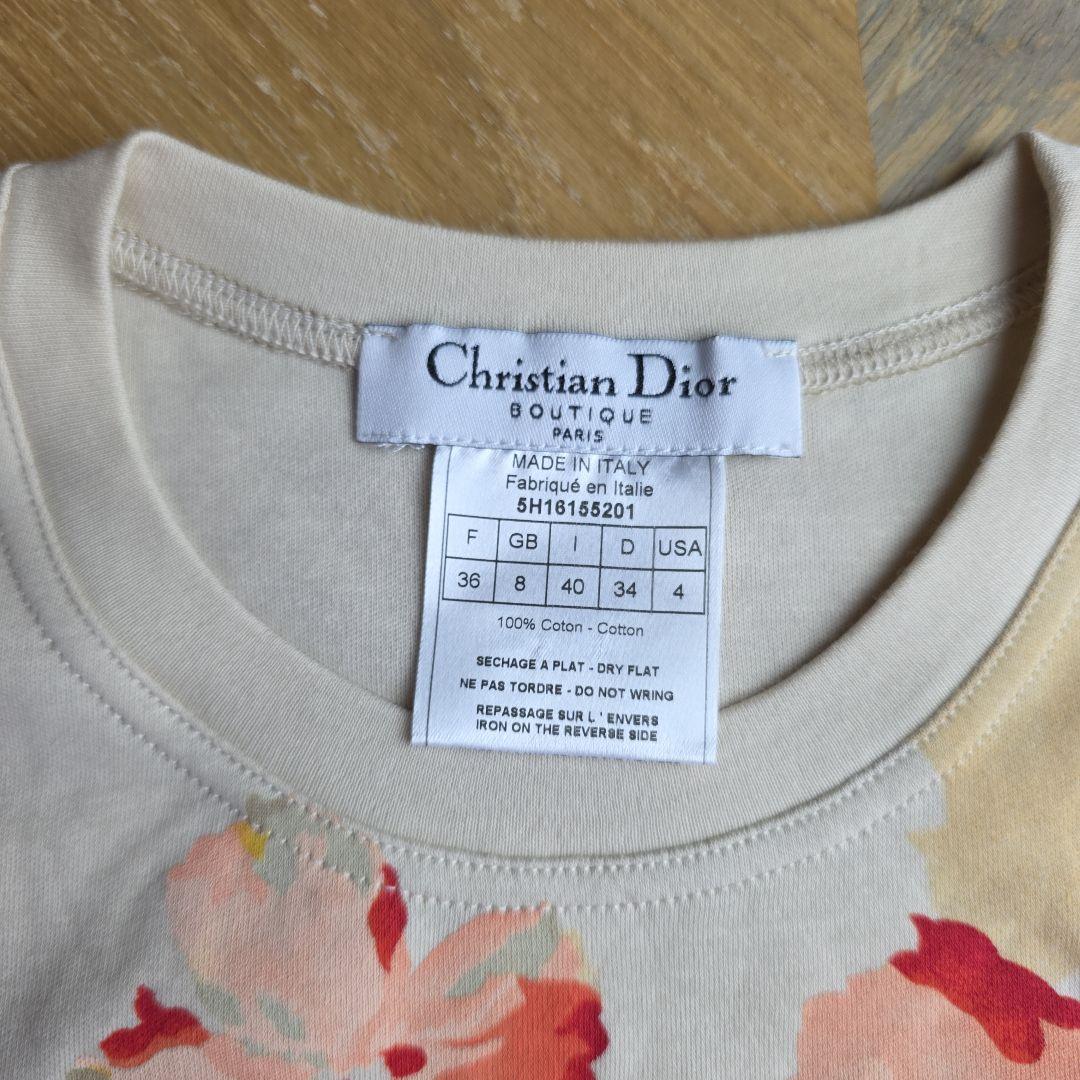 Christian Dior
BOUTIQUE
PARIS
MADE IN ITALY
Fabriqué en Italie
5H16155201
F GB I D USA
36 8 40 34 4
100% Coton - Cotton
SECHAGE A PLAT - DRY FLAT
NE PAS TORDRE - DO NOT WRING
REPASSAGE SUR L ' ENVERS
IRON ON THE REVERSE SIDE